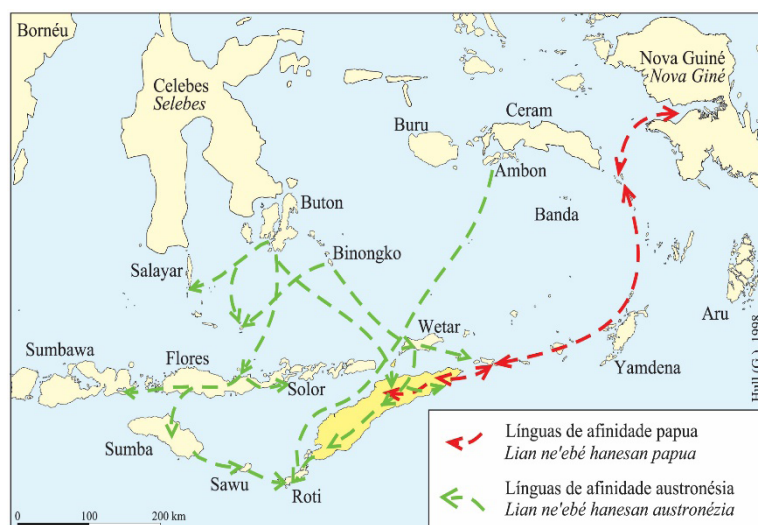 Bornéu
Celebes
Selebes
Buru
Ceram
Ambon
Nova Guiné
Nova Giné
Buton
Binongko
Banda
Salayar
Aru
Wetar
Yamdena
Sumbawa
Flores
Solor
Sumba
Sawu
Roti
0 100 200 km
Hull (G.), 1998
Línguas de afinidade papua
Lian ne'ebé hanesan papua
Línguas de afinidade austronésia
Lian ne'ebé hanesan austronézia